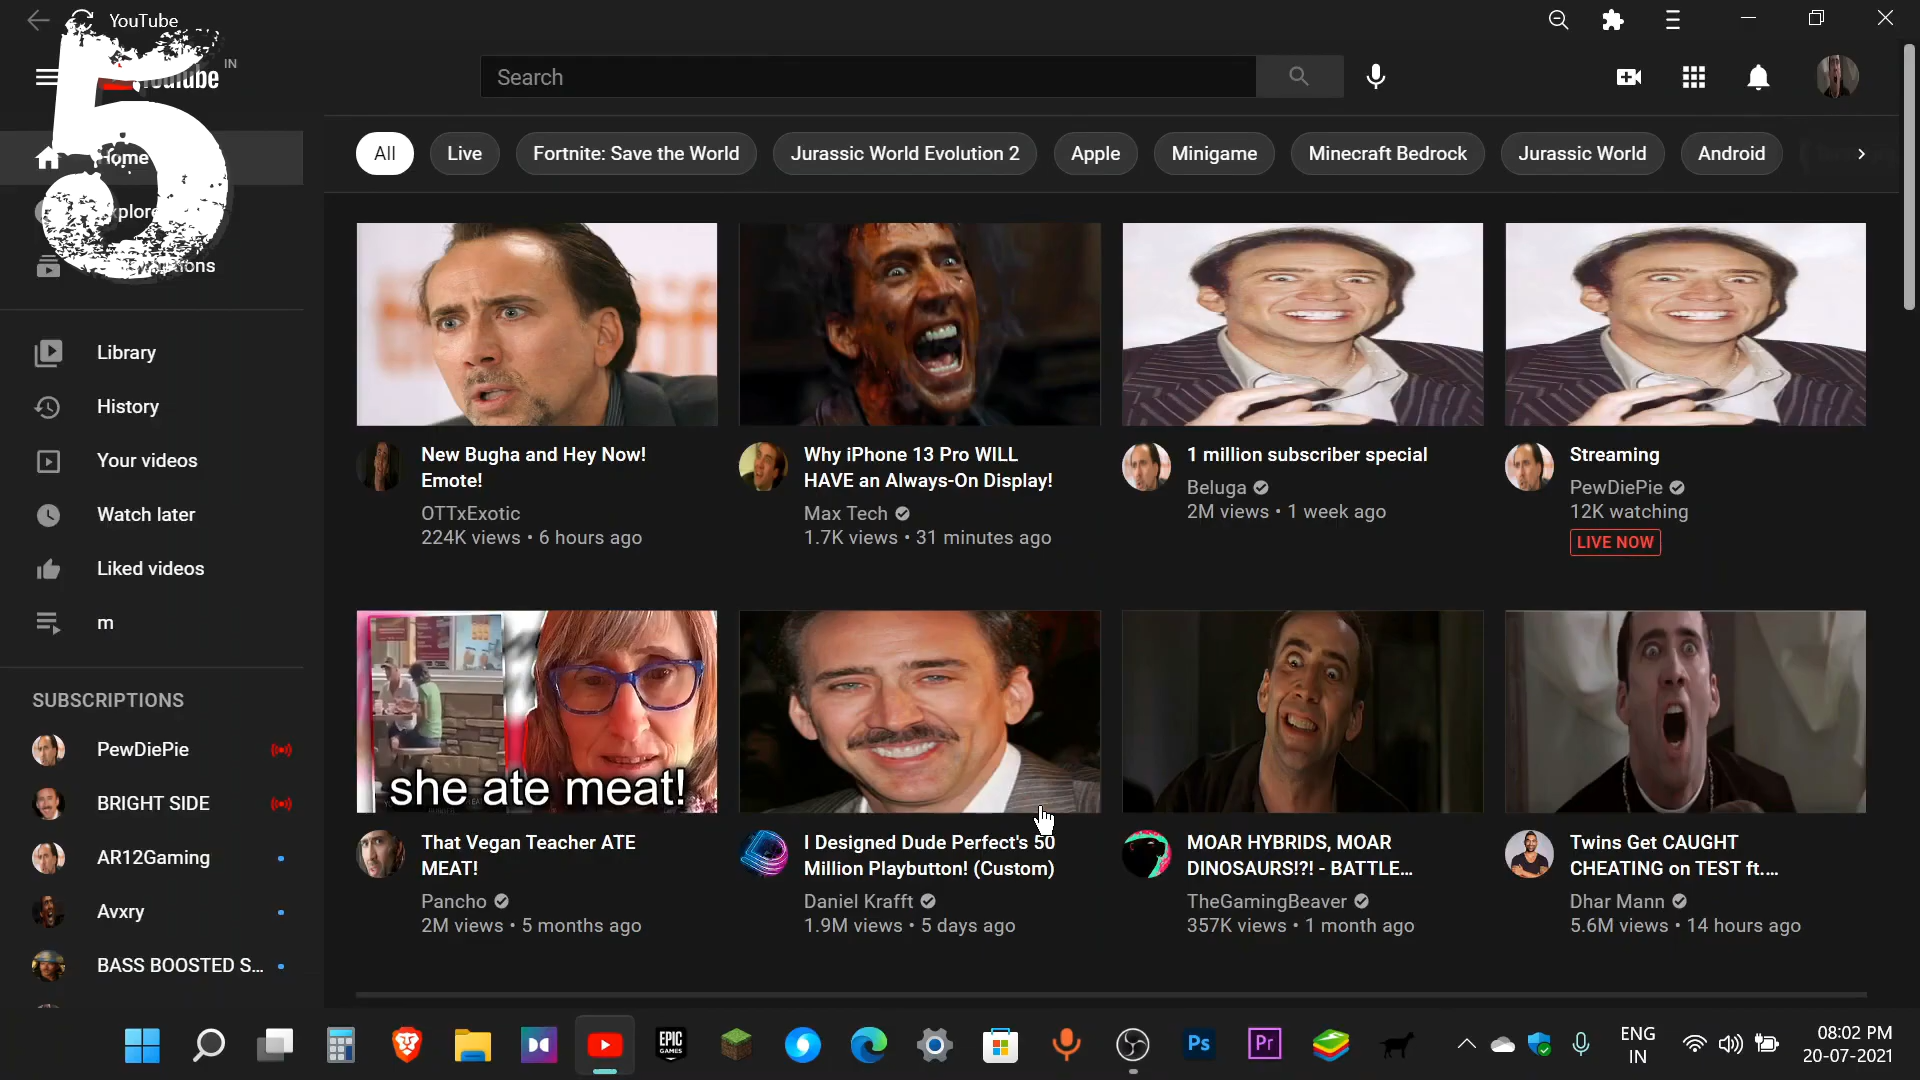 YouTube
5
YouTube IN
Search
All
Live
Fortnite: Save the World
Jurassic World Evolution 2
Apple
Minigame
Minecraft Bedrock
Jurassic World
Android
Home
Explore
Library
History
Your videos
Watch later
Liked videos
m
SUBSCRIPTIONS
PewDiePie
BRIGHT SIDE
AR12Gaming
Avxry
BASS BOOSTED S...
New Bugha and Hey Now!
Emote!
OTTxExotic
224K views • 6 hours ago
Why iPhone 13 Pro WILL
HAVE an Always-On Display!
Max Tech
1.7K views • 31 minutes ago
1 million subscriber special
Beluga
2M views • 1 week ago
Streaming
PewDiePie
12K watching
LIVE NOW
she ate meat!
That Vegan Teacher ATE
MEAT!
Pancho
2M views • 5 months ago
I Designed Dude Perfect's 50
Million Playbutton! (Custom)
Daniel Krafft
1.9M views • 5 days ago
MOAR HYBRIDS, MOAR
DINOSAURS!?! - BATTLE...
TheGamingBeaver
357K views • 1 month ago
Twins Get CAUGHT
CHEATING on TEST ft....
Dhar Mann
5.6M views • 14 hours ago
EPIC
GAMES
Ps
Pr
ENG
IN
08:02 PM
20-07-2021